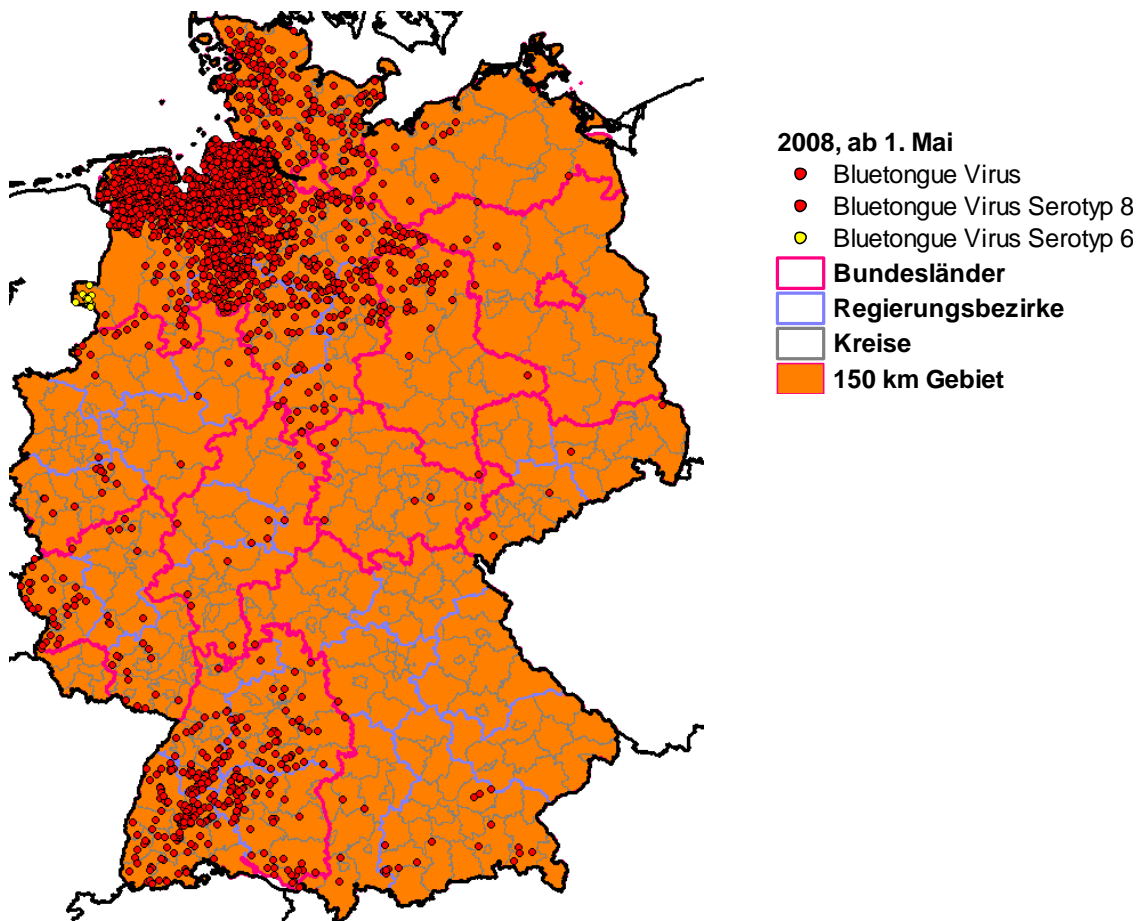 2008, ab 1. Mai
Bluetongue Virus
Bluetongue Virus Serotyp 8
Bluetongue Virus Serotyp 6
Bundesländer
Regierungsbezirke
Kreise
150 km Gebiet